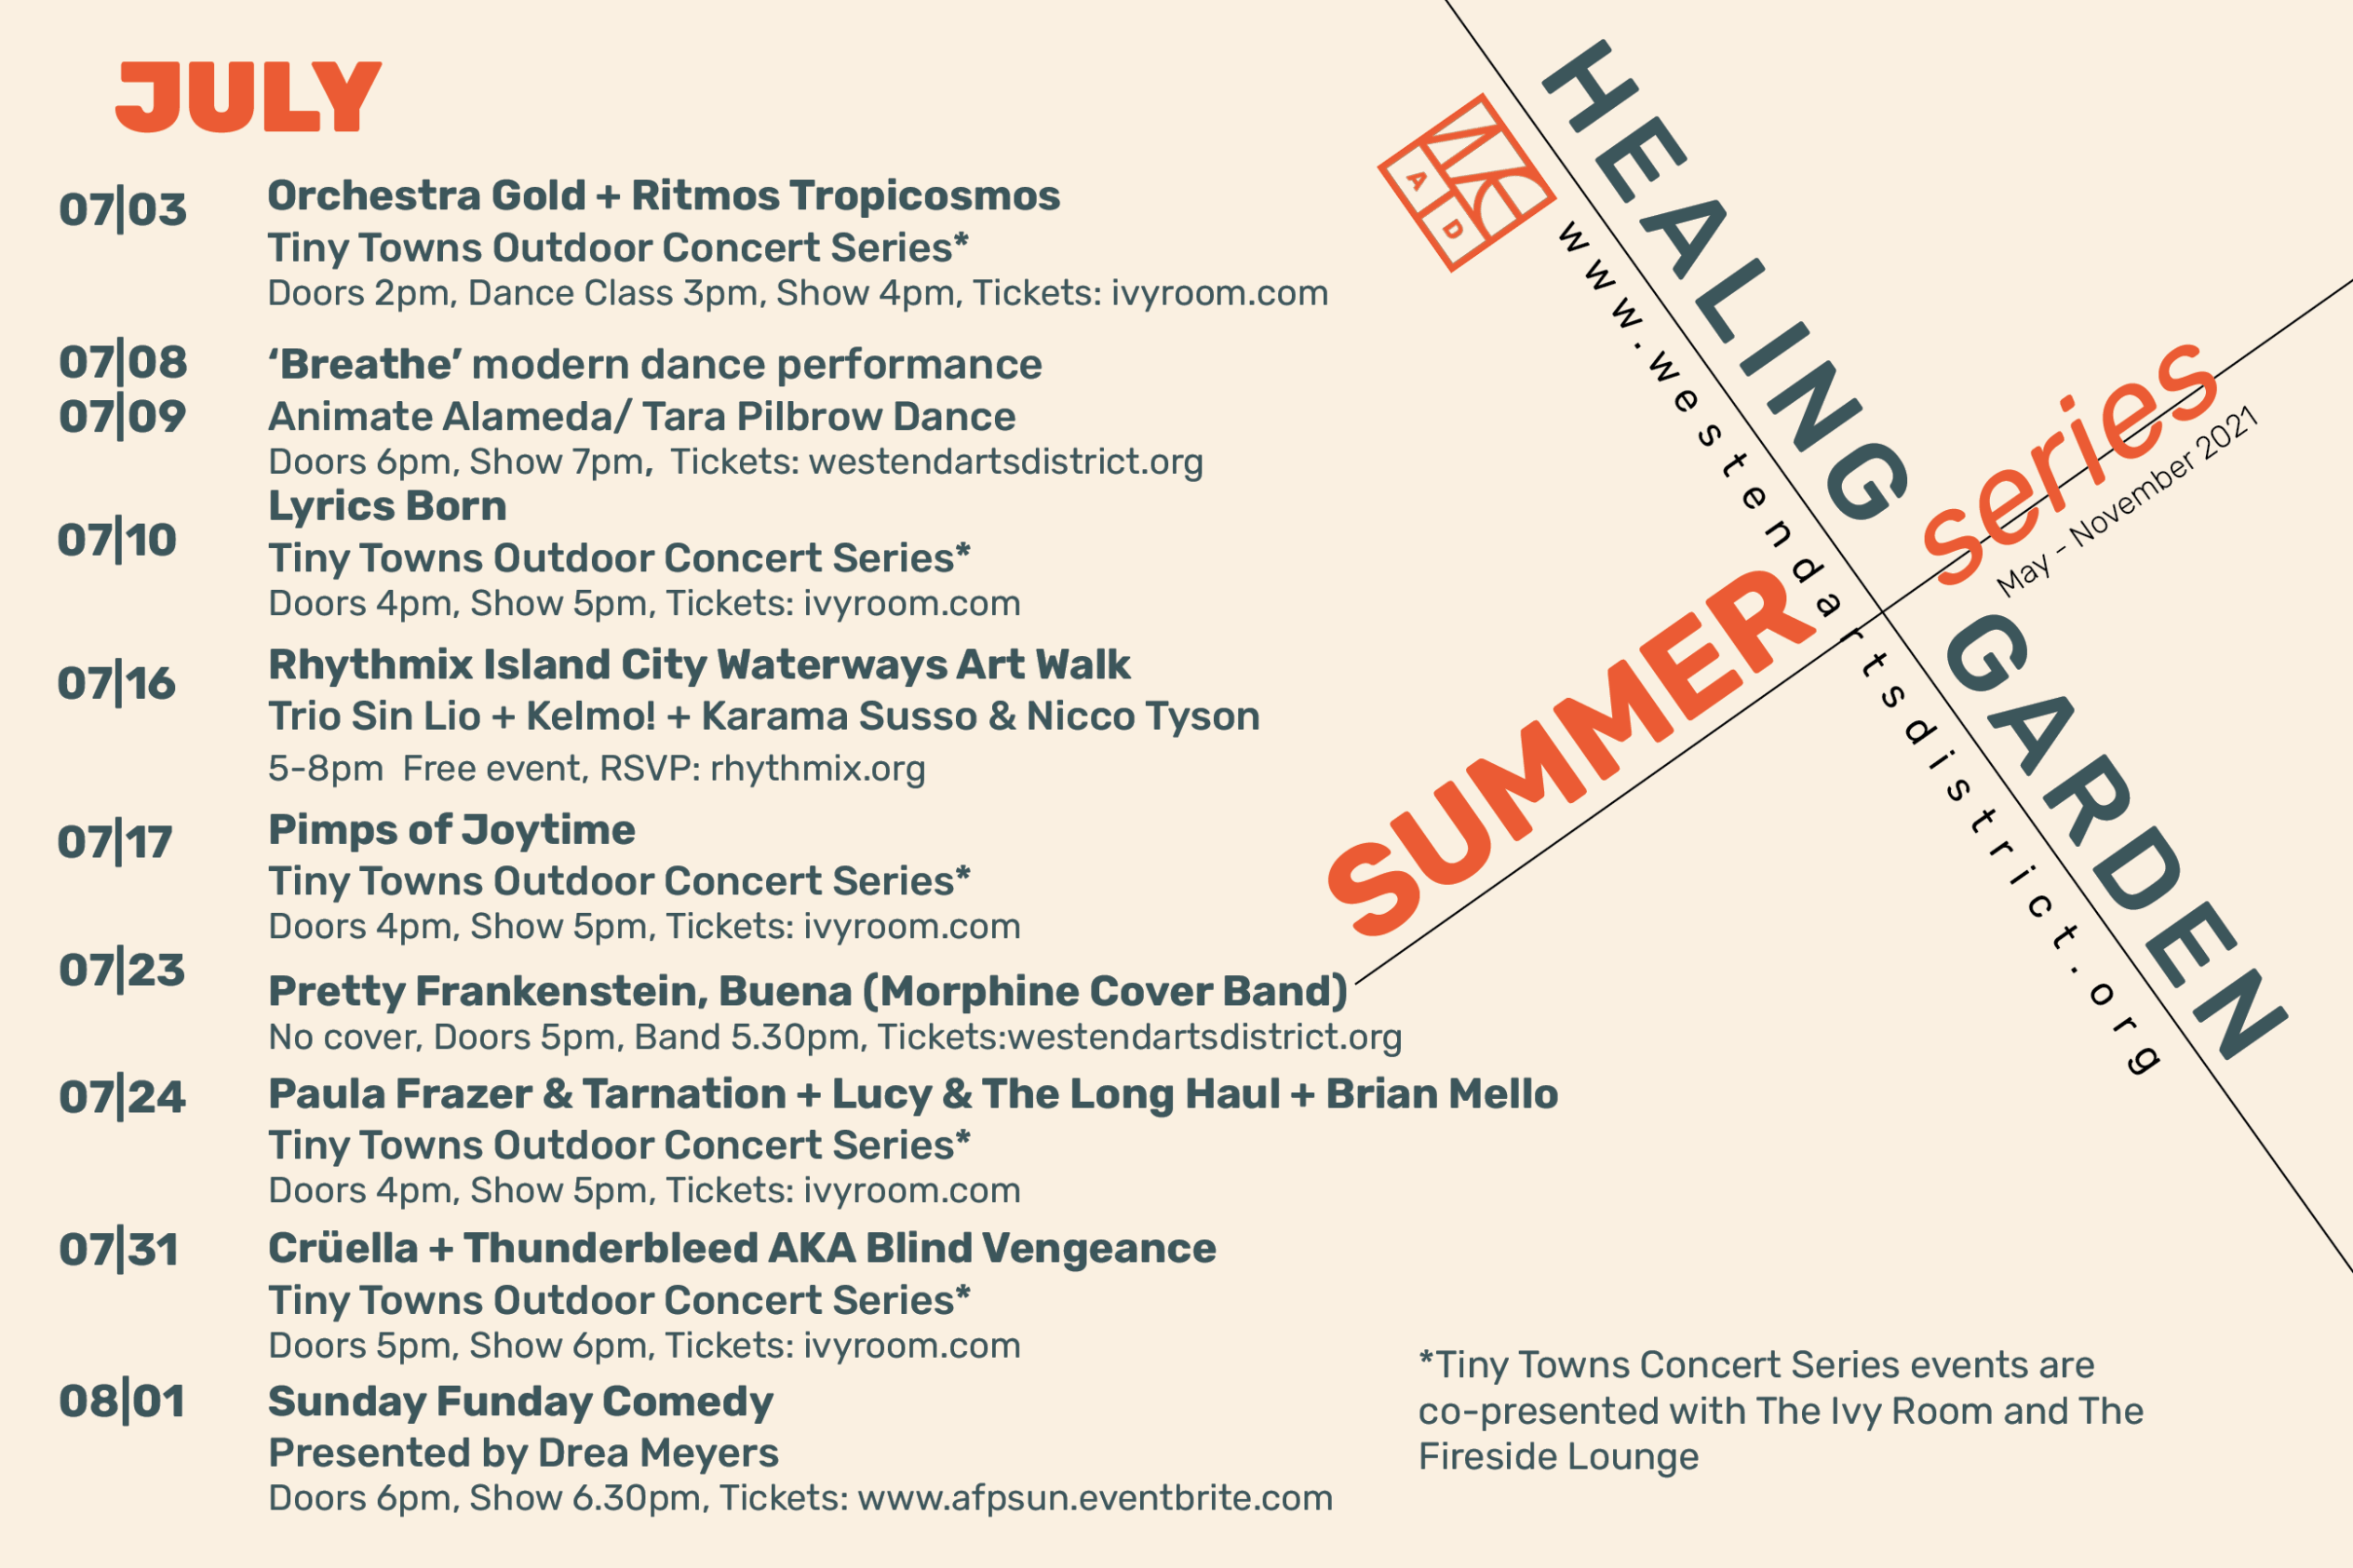 JULY
07|03
Orchestra Gold + Ritmos Tropicosmos
Tiny Towns Outdoor Concert Series*
Doors 2pm, Dance Class 3pm, Show 4pm, Tickets: ivyroom.com
07|08
‘Breathe’ modern dance performance
07|09
Animate Alameda/ Tara Pilbrow Dance
Doors 6pm, Show 7pm, Tickets: westendartsdistrict.org
07|10
Lyrics Born
Tiny Towns Outdoor Concert Series*
Doors 4pm, Show 5pm, Tickets: ivyroom.com
07|16
Rhythmix Island City Waterways Art Walk
Trio Sin Lio + Kelmo! + Karama Susso & Nicco Tyson
5-8pm Free event, RSVP: rhythmix.org
07|17
Pimps of Joytime
Tiny Towns Outdoor Concert Series*
Doors 4pm, Show 5pm, Tickets: ivyroom.com
07|23
Pretty Frankenstein, Buena (Morphine Cover Band)
No cover, Doors 5pm, Band 5.30pm, Tickets:westendartsdistrict.org
07|24
Paula Frazer & Tarnation + Lucy & The Long Haul + Brian Mello
Tiny Towns Outdoor Concert Series*
Doors 4pm, Show 5pm, Tickets: ivyroom.com
07|31
Crüella + Thunderbleed AKA Blind Vengeance
Tiny Towns Outdoor Concert Series*
Doors 5pm, Show 6pm, Tickets: ivyroom.com
08|01
Sunday Funday Comedy
Presented by Drea Meyers
Doors 6pm, Show 6.30pm, Tickets: www.afpsun.eventbrite.com
WE
A D
HEALING GARDEN
www.westendartsdistrict.org
SUMMER series
May - November 2021
*Tiny Towns Concert Series events are
co-presented with The Ivy Room and The
Fireside Lounge